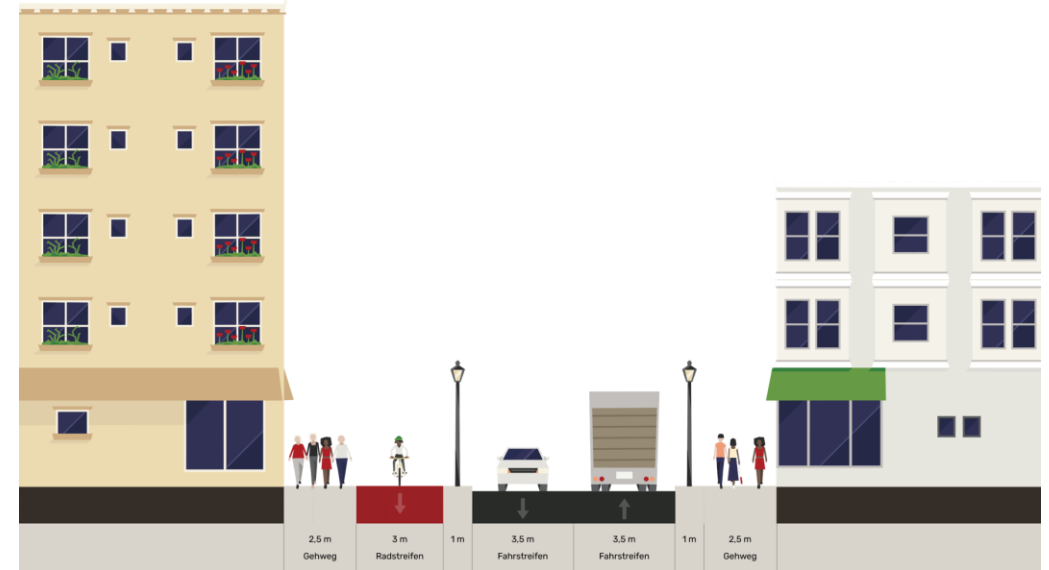 2,5 m
Gehweg
3 m
Radstreifen
1 m
3,5 m
Fahrstreifen
3,5 m
Fahrstreifen
1 m
2,5 m
Gehweg